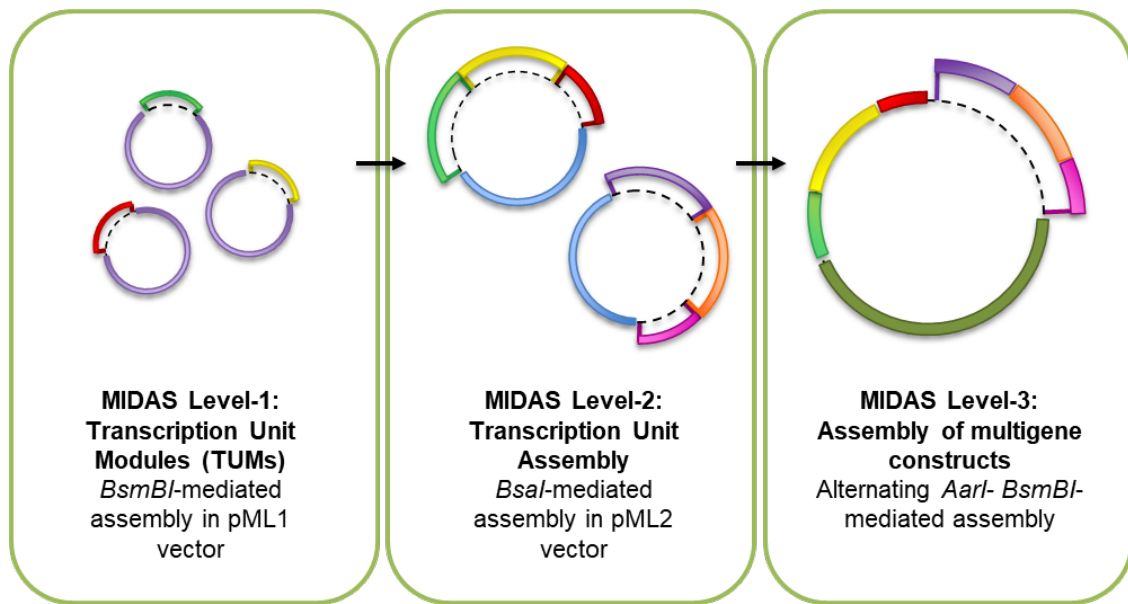 MIDAS Level-1:
Transcription Unit
Modules (TUMs)
BsmBI-mediated
assembly in pML1
vector
MIDAS Level-2:
Transcription Unit
Assembly
BsaI-mediated
assembly in pML2
vector
MIDAS Level-3:
Assembly of multigene
constructs
Alternating AarI- BsmBI-
mediated assembly